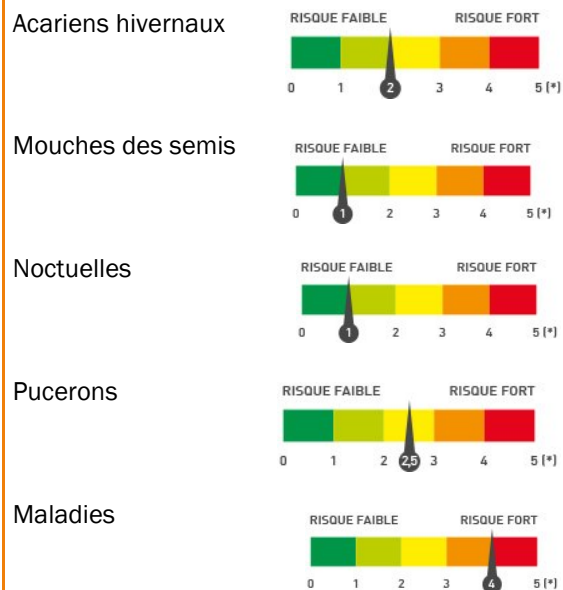 Acariens hivernaux
RISQUE FAIBLE RISQUE FORT
0 1 2 3 4 5 (*)
Mouches des semis
RISQUE FAIBLE RISQUE FORT
0 1 2 3 4 5 (*)
Noctuelles
RISQUE FAIBLE RISQUE FORT
0 1 2 3 4 5 (*)
Pucerons
RISQUE FAIBLE RISQUE FORT
0 1 2 2,5 3 4 5 (*)
Maladies
RISQUE FAIBLE RISQUE FORT
0 1 2 3 4 5 (*)